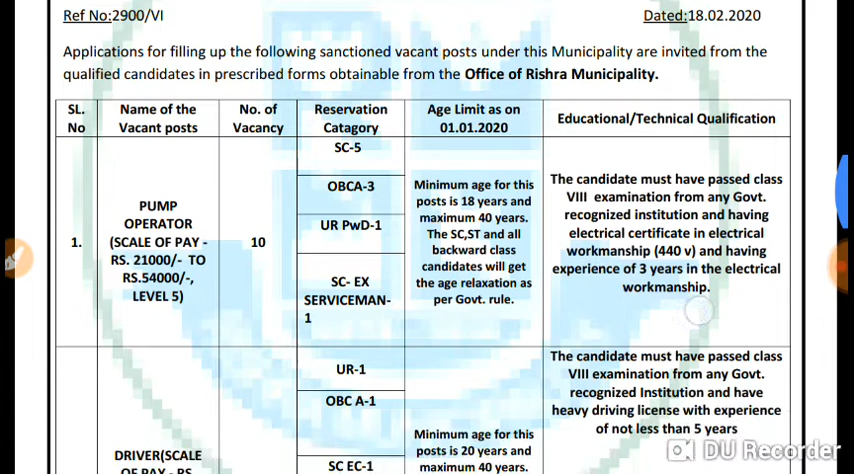 Ref No:2900/VI
Dated:18.02.2020
Applications for filling up the following sanctioned vacant posts under this Municipality are invited from the
qualified candidates in prescribed forms obtainable from the Office of Rishra Municipality.
SL.
No
Name of the
Vacant posts
No. of
Vacancy
Reservation
Catagory
Age Limit as on
01.01.2020
Educational/Technical Qualification
1.
PUMP
OPERATOR
(SCALE OF PAY -
RS. 21000/- TO
RS.54000/-,
LEVEL 5)
10
SC-5
OBCA-3
UR PwD-1
SC- EX
SERVICEMAN-
1
Minimum age for this
posts is 18 years and
maximum 40 years.
The SC,ST and all
backward class
candidates will get
the age relaxation as
per Govt. rule.
The candidate must have passed class
VIII examination from any Govt.
recognized institution and having
electrical certificate in electrical
workmanship (440 v) and having
experience of 3 years in the electrical
workmanship.
DRIVER(SCALE
OF PAY - RS
UR-1
OBC A-1
SC EC-1
Minimum age for this
posts is 20 years and
maximum 40 years.
The candidate must have passed class
VIII examination from any Govt.
recognized Institution and have
heavy driving license with experience
of not less than 5 years
DU Recorder